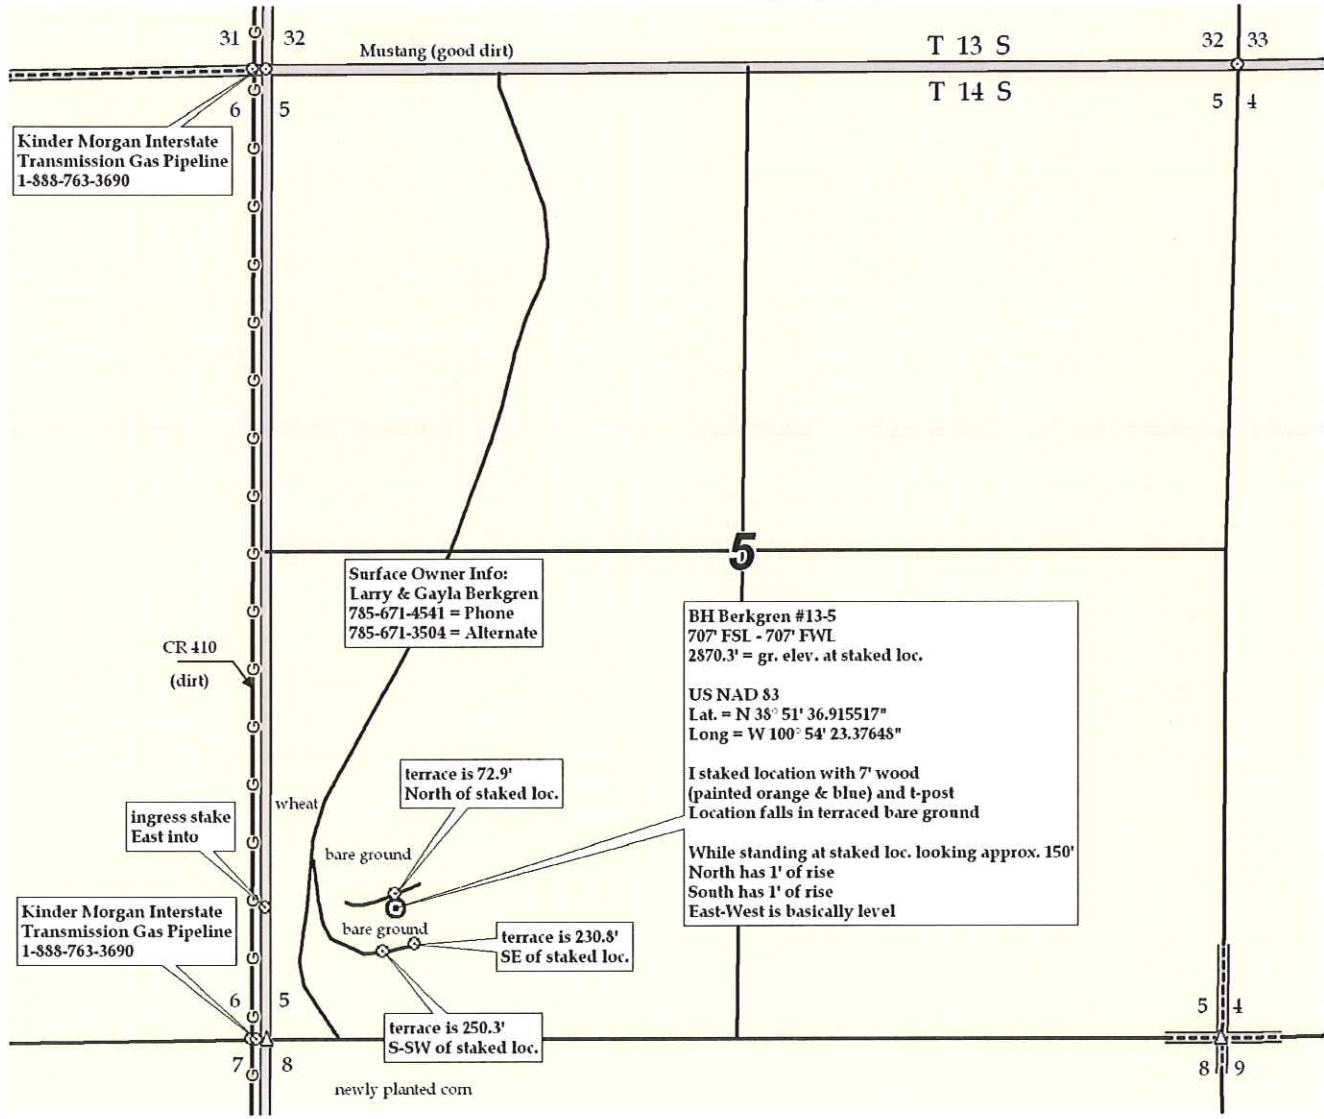 31 G 32
Mustang (good dirt)
T 13 S
32 33
6 G 5
T 14 S
5 4
Kinder Morgan Interstate
Transmission Gas Pipeline
1-888-763-3690
G
G
G
G
G
G
G
G
5
Surface Owner Info:
Larry & Gayla Berkgren
785-671-4541 = Phone
785-671-3504 = Alternate
G
CR 410
(dirt)
G
G
G
G
BH Berkgren #13-5
707' FSL - 707' FWL
2870.3' = gr. elev. at staked loc.
US NAD 83
Lat. = N 38° 51' 36.915517"
Long = W 100° 54' 23.37648"
I staked location with 7' wood
(painted orange & blue) and t-post
Location falls in terraced bare ground
While standing at staked loc. looking approx. 150'
North has 1' of rise
South has 1' of rise
East-West is basically level
terrace is 72.9'
North of staked loc.
wheat
ingress stake
East into
bare ground
G
Kinder Morgan Interstate
Transmission Gas Pipeline
1-888-763-3690
bare ground
terrace is 230.8'
SE of staked loc.
G
6 G 5
5 4
terrace is 250.3'
S-SW of staked loc.
7 G 8
8 9
newly planted corn